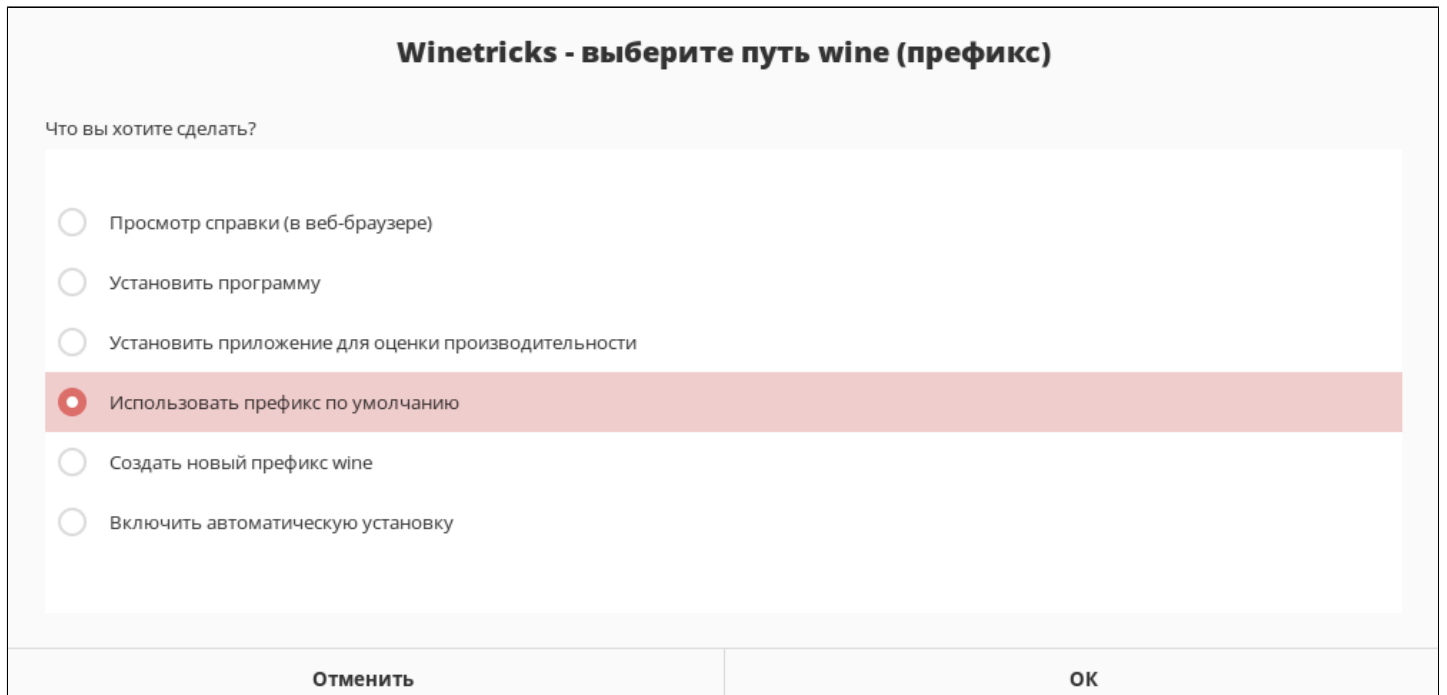 Winetricks - выберите путь wine (префикс)
Что вы хотите сделать?
Просмотр справки (в веб-браузере)
Установить программу
Установить приложение для оценки производительности
Использовать префикс по умолчанию
Создать новый префикс wine
Включить автоматическую установку
Отменить
ОК